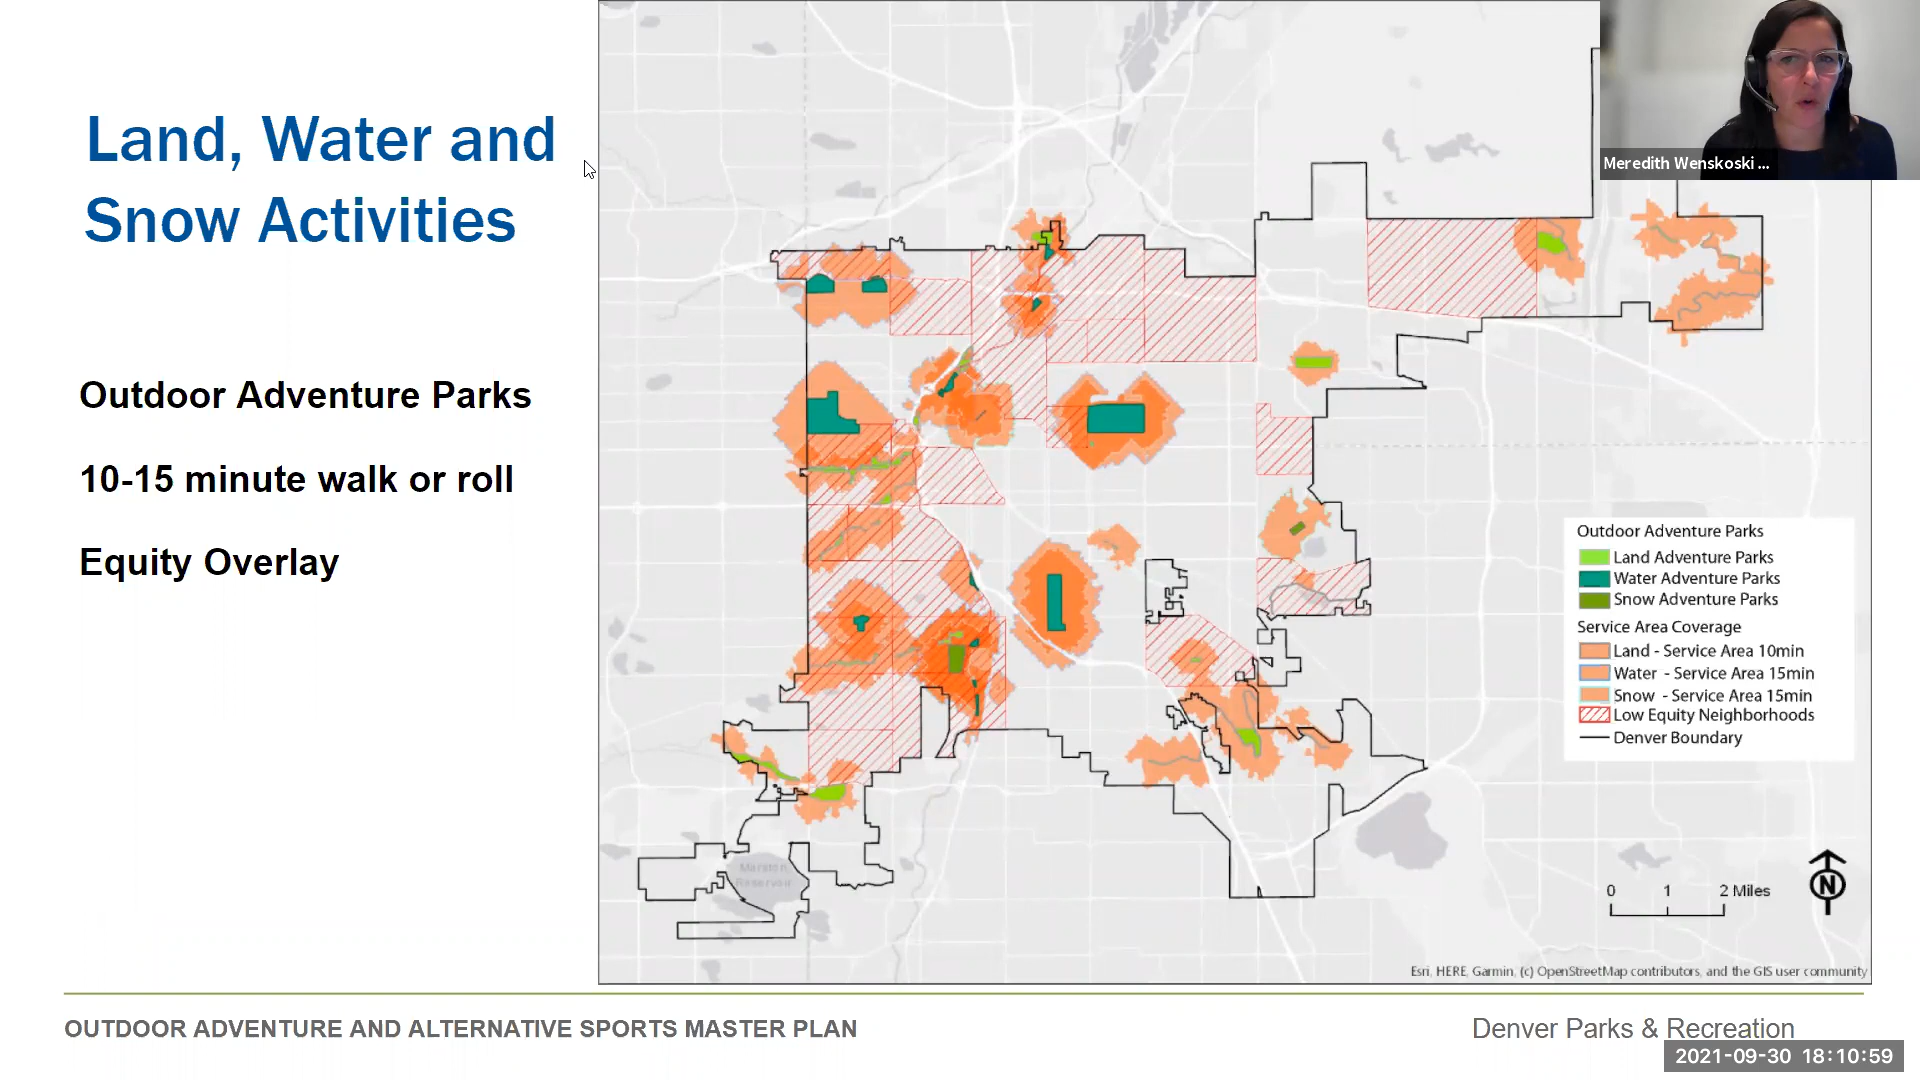 Land, Water and
Snow Activities
Outdoor Adventure Parks
10-15 minute walk or roll
Equity Overlay
Meredith Wenskoski ...
Marston
Reservoir
Outdoor Adventure Parks
Land Adventure Parks
Water Adventure Parks
Snow Adventure Parks
Service Area Coverage
Land - Service Area 10min
Water - Service Area 15min
Snow - Service Area 15min
Low Equity Neighborhoods
Denver Boundary
0 1 2 Miles
N
Esri, HERE, Garmin, (c) OpenStreetMap contributors, and the GIS user community
OUTDOOR ADVENTURE AND ALTERNATIVE SPORTS MASTER PLAN
Denver Parks & Recreation
2021-09-30 18:10:59